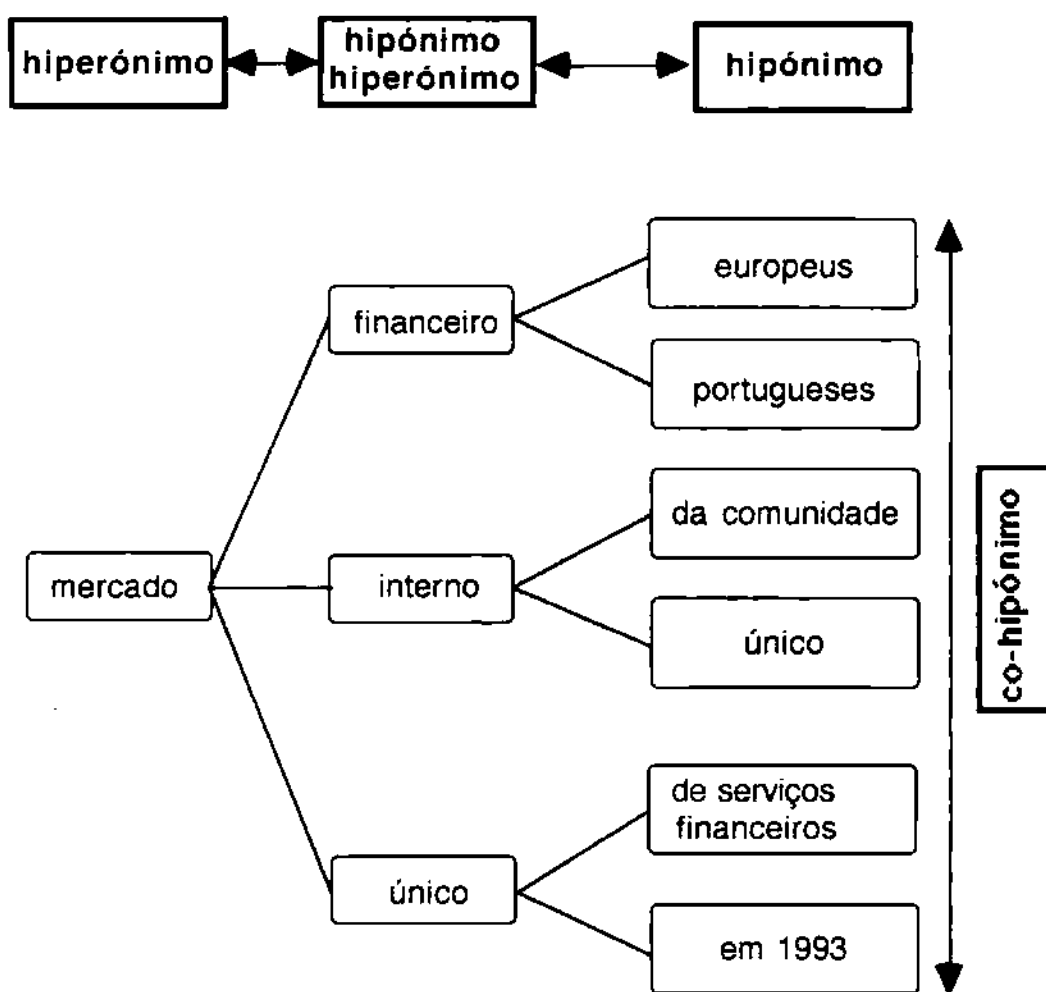 hiperónimo
hipónimo
hiperónimo
hipónimo
europeus
financeiro
portugueses
da comunidade
mercado
interno
único
co-hipónimo
de serviços
financeiros
único
em 1993